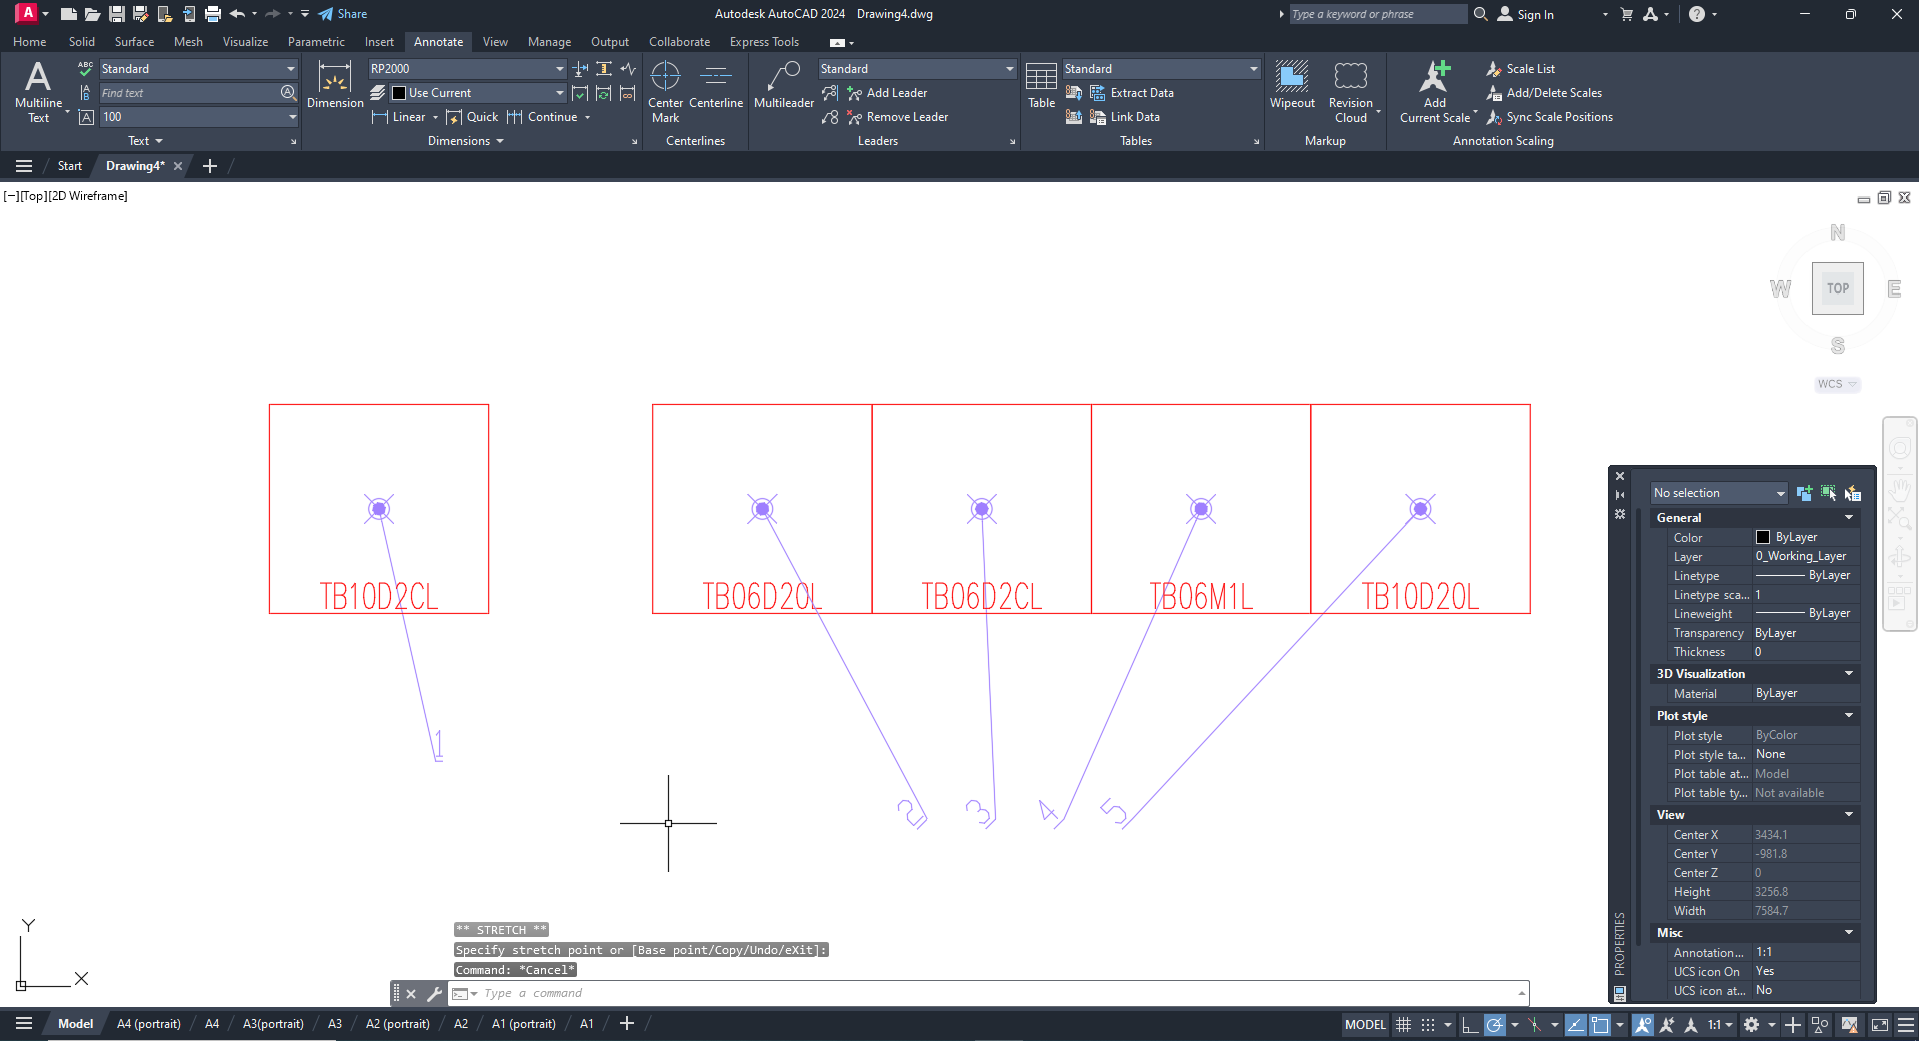 A
Share
Autodesk AutoCAD 2024 Drawing4.dwg
Type a keyword or phrase
Sign In
Home Solid Surface Mesh Visualize Parametric Insert Annotate View Manage Output Collaborate Express Tools
A Multiline Text
ABC Standard
Find text
100
Text
Dimension
RP2000
Use Current
Linear Quick Continue
Dimensions
Center Mark
Centerline
Centerlines
Multileader
Standard
Add Leader
Remove Leader
Leaders
Table
Standard
Extract Data
Link Data
Tables
Wipeout
Revision Cloud
Markup
Add Current Scale
Scale List
Add/Delete Scales
Sync Scale Positions
Annotation Scaling
Start Drawing4*
[−][Top][2D Wireframe]
N
W TOP E
S
WCS
TB10D2CL TB06D20L TB06D2CL TB06M1L TB10D20L
1
2 3 4 5
Y
X
** STRETCH **
Specify stretch point or [Base point/Copy/Undo/eXit]:
Command: *Cancel*
Type a command
PROPERTIES
No selection
General
Color ByLayer
Layer 0_Working_Layer
Linetype ByLayer
Linetype sca... 1
Lineweight ByLayer
Transparency ByLayer
Thickness 0
3D Visualization
Material ByLayer
Plot style
Plot style ByColor
Plot style ta... None
Plot table at... Model
Plot table ty... Not available
View
Center X 3434.1
Center Y -981.8
Center Z 0
Height 3256.8
Width 7584.7
Misc
Annotation... 1:1
UCS icon On Yes
UCS icon at... No
Model A4 (portrait) A4 A3(portrait) A3 A2 (portrait) A2 A1 (portrait) A1
MODEL 1:1